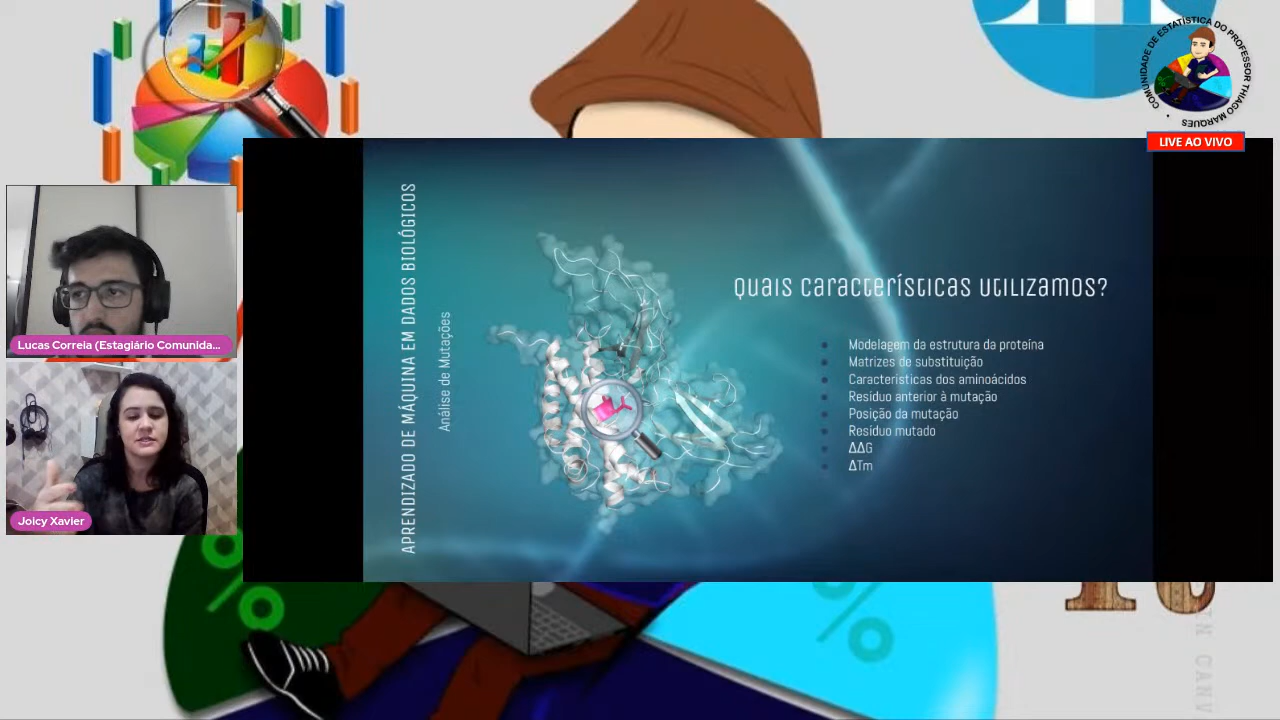 COMUNIDADE DE ESTATÍSTICA DO PROFESSOR THIAGO MARQUES
LIVE AO VIVO
Lucas Correia (Estagiário Comunida...
Joicy Xavier
APRENDIZADO DE MÁQUINA EM DADOS BIOLÓGICOS
Análise de Mutações
Quais características utilizamos?
Modelagem da estrutura da proteína
Matrizes de substituição
Características dos aminoácidos
Resíduo anterior à mutação
Posição da mutação
Resíduo mutado
ΔΔG
ΔTm
%
%